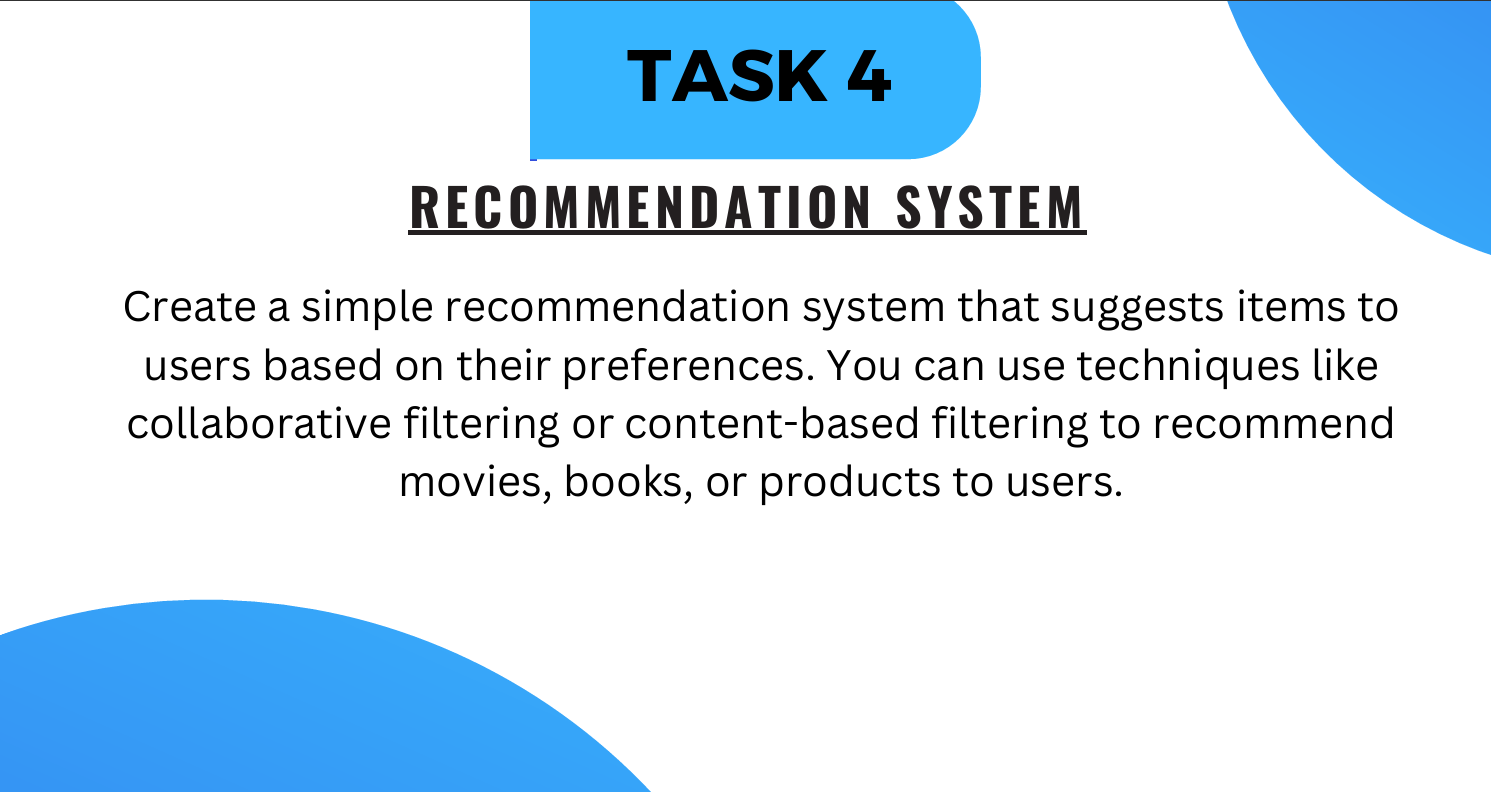 TASK 4
RECOMMENDATION SYSTEM
Create a simple recommendation system that suggests items to
users based on their preferences. You can use techniques like
collaborative filtering or content-based filtering to recommend
movies, books, or products to users.